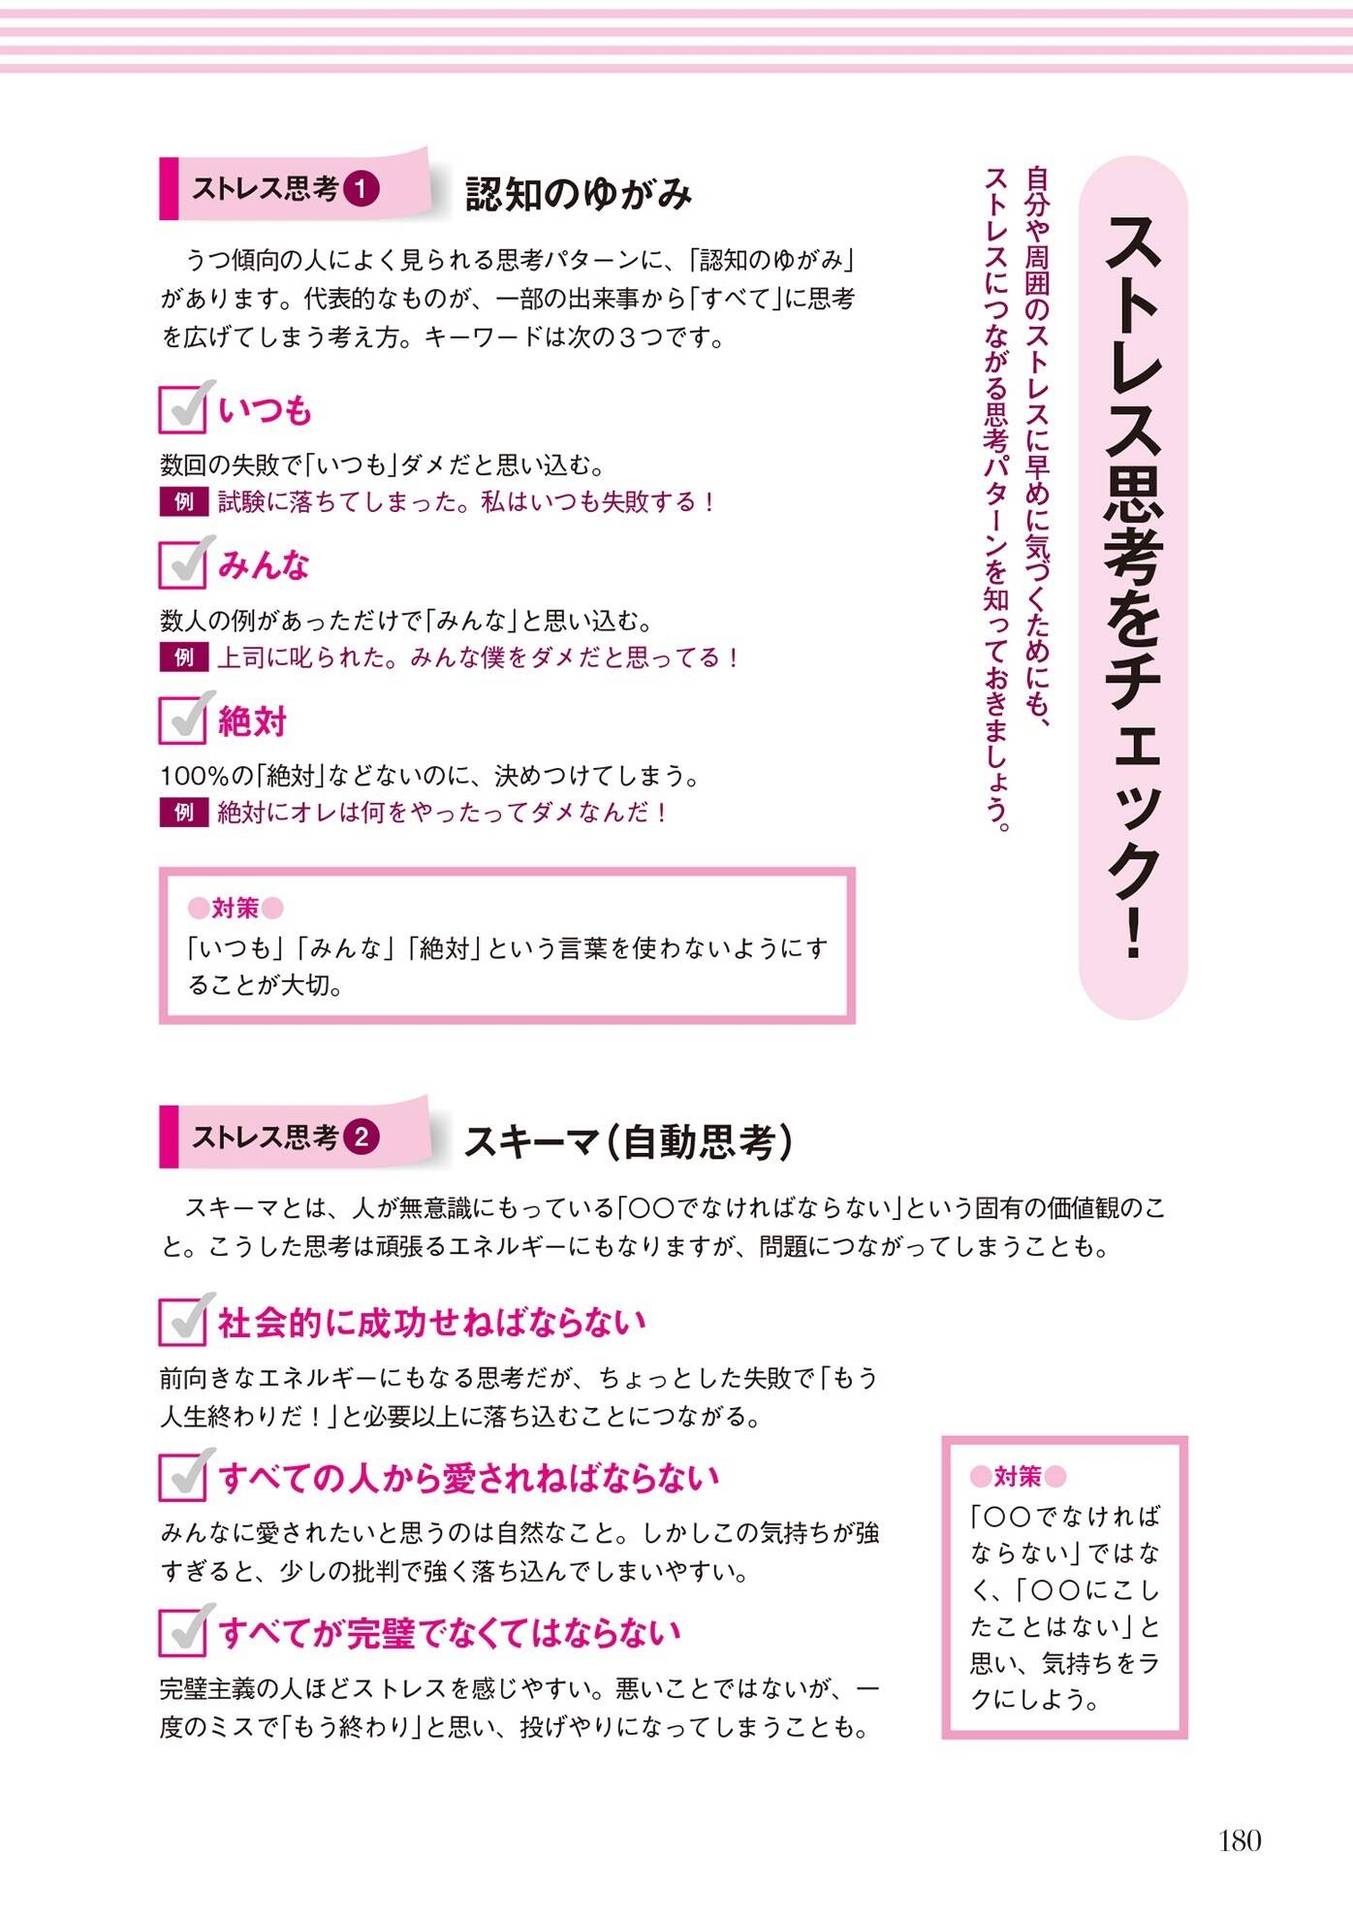 ストレス思考をチェック！
自分や周囲のストレスに早めに気づくためにも、
ストレスにつながる思考パターンを知っておきましょう。
ストレス思考❶ 認知のゆがみ
うつ傾向の人によく見られる思考パターンに、「認知のゆがみ」
があります。代表的なものが、一部の出来事から「すべて」に思考
を広げてしまう考え方。キーワードは次の３つです。
いつも
数回の失敗で「いつも」ダメだと思い込む。
例 試験に落ちてしまった。私はいつも失敗する！
みんな
数人の例があっただけで「みんな」と思い込む。
例 上司に叱られた。みんな僕をダメだと思ってる！
絶対
100％の「絶対」などないのに、決めつけてしまう。
例 絶対にオレは何をやったってダメなんだ！
●対策●
「いつも」「みんな」「絶対」という言葉を使わないようにす
ることが大切。
ストレス思考❷ スキーマ（自動思考）
スキーマとは、人が無意識にもっている「〇〇でなければならない」という固有の価値観のこ
と。こうした思考は頑張るエネルギーにもなりますが、問題につながってしまうことも。
社会的に成功せねばならない
前向きなエネルギーにもなる思考だが、ちょっとした失敗で「もう
人生終わりだ！」と必要以上に落ち込むことにつながる。
すべての人から愛されねばならない
みんなに愛されたいと思うのは自然なこと。しかしこの気持ちが強
すぎると、少しの批判で強く落ち込んでしまいやすい。
すべてが完璧でなくてはならない
完璧主義の人ほどストレスを感じやすい。悪いことではないが、一
度のミスで「もう終わり」と思い、投げやりになってしまうことも。
●対策●
「〇〇でなければ
ならない」ではな
く、「〇〇にこし
たことはない」と
思い、気持ちをラ
クにしよう。
180